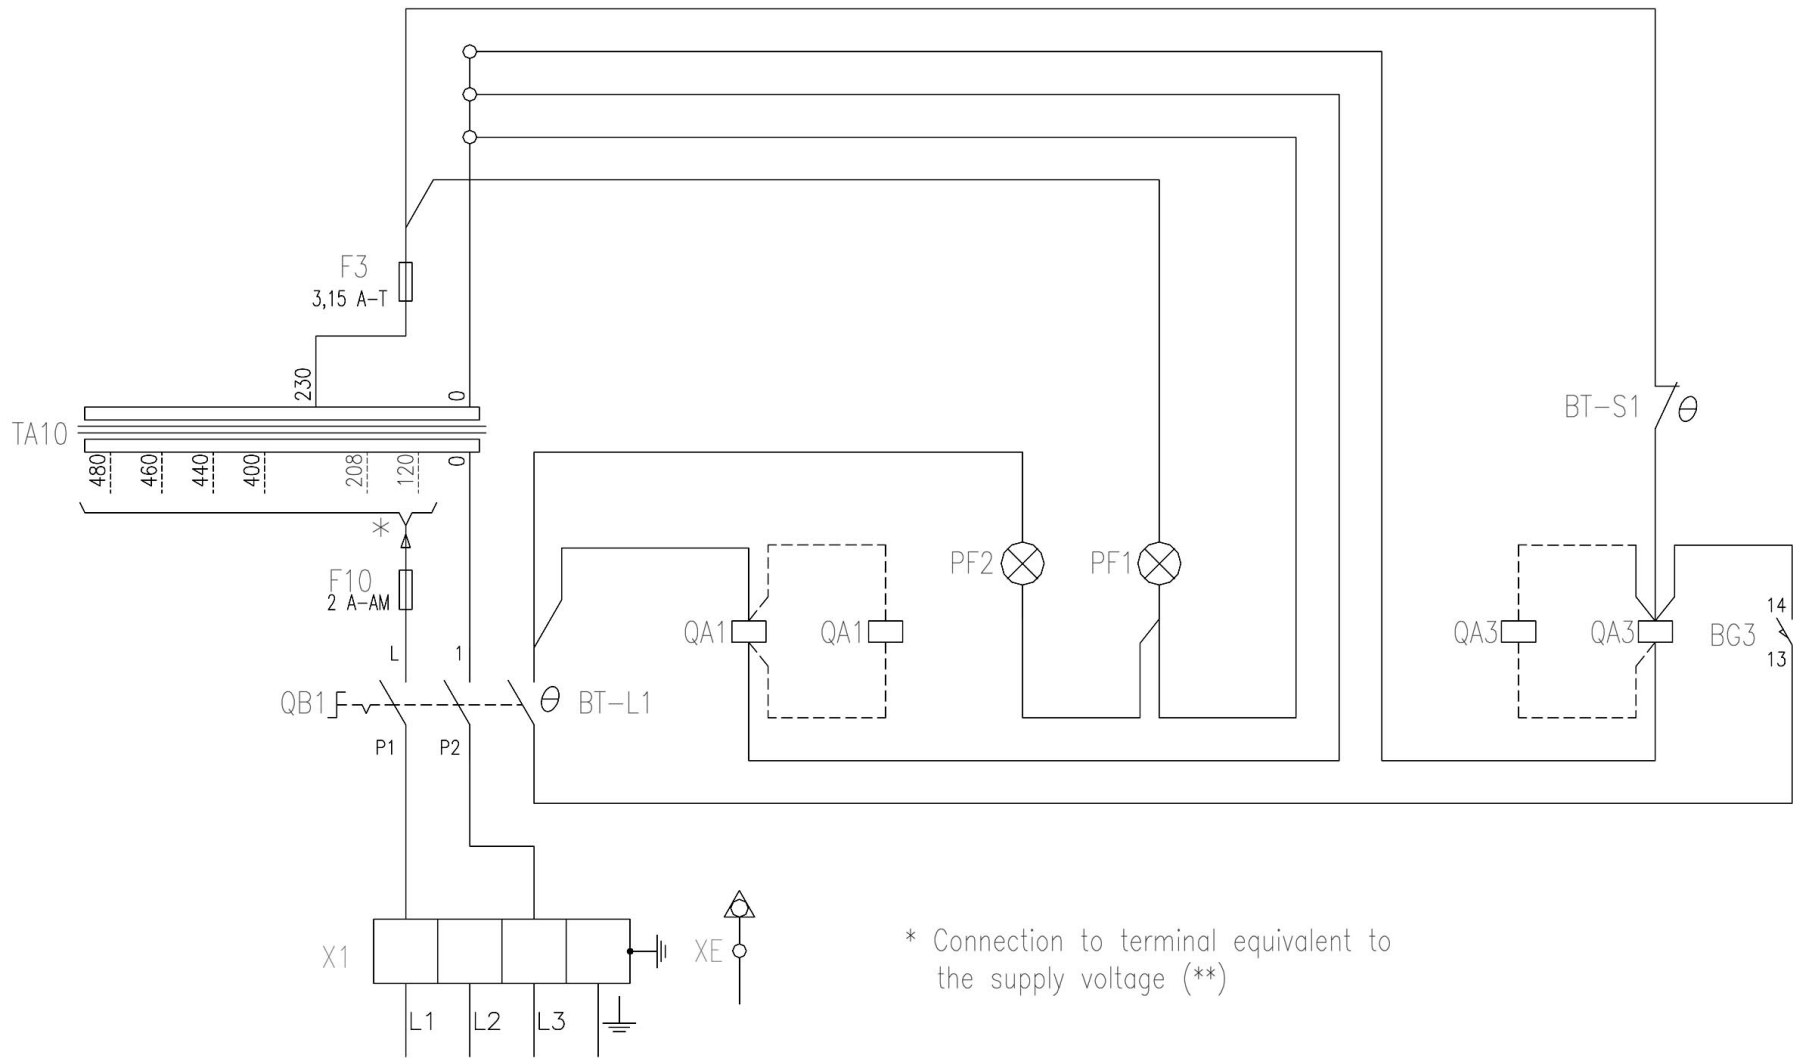 F3
3,15 A-T
230
0
TA10
BT-S1
480
460
440
400
208
120
0
*
F10
2 A-AM
PF2
PF1
QA1
QA1
QA3
QA3
14
BG3
13
L
1
QB1
BT-L1
P1
P2
X1
XE
* Connection to terminal equivalent to
the supply voltage (**)
L1
L2
L3